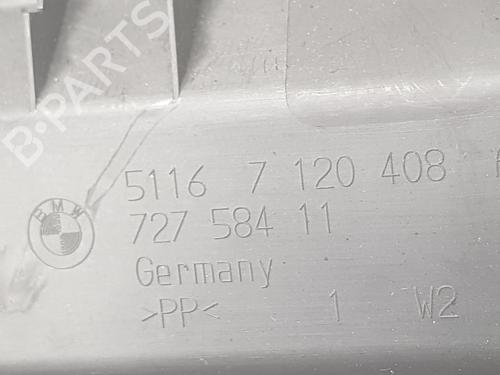 B-PARTS
BMW
5116 7 120 408
727 584 11
Germany
>PP< 1 W2